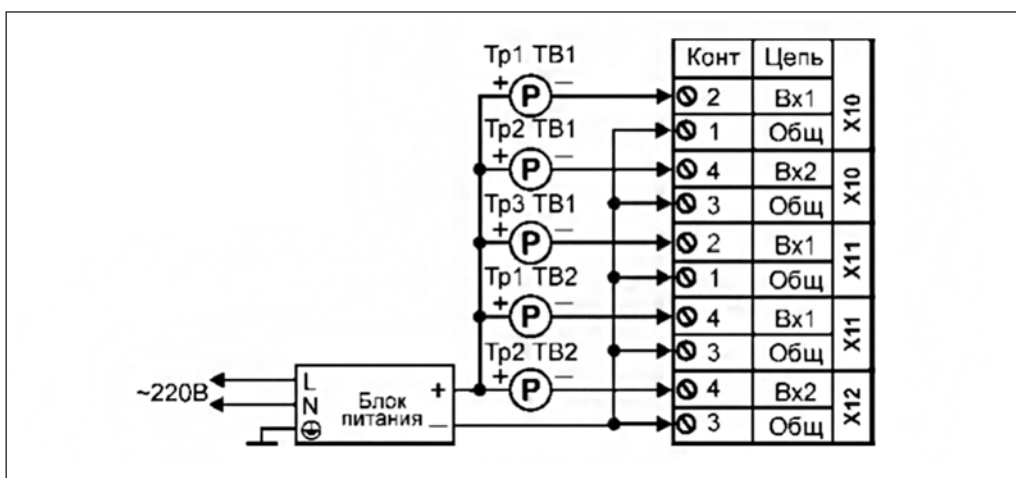 Тр1 ТВ1
+ Р −
Тр2 ТВ1
+ Р −
Тр3 ТВ1
+ Р −
Тр1 ТВ2
+ Р −
Тр2 ТВ2
+ Р −
~220В
L
N
Блок
питания
+
−
Конт Цепь
2 Вх1
1 Общ
X10
4 Вх2
3 Общ
X10
2 Вх1
1 Общ
X11
4 Вх1
3 Общ
X11
4 Вх2
3 Общ
X12